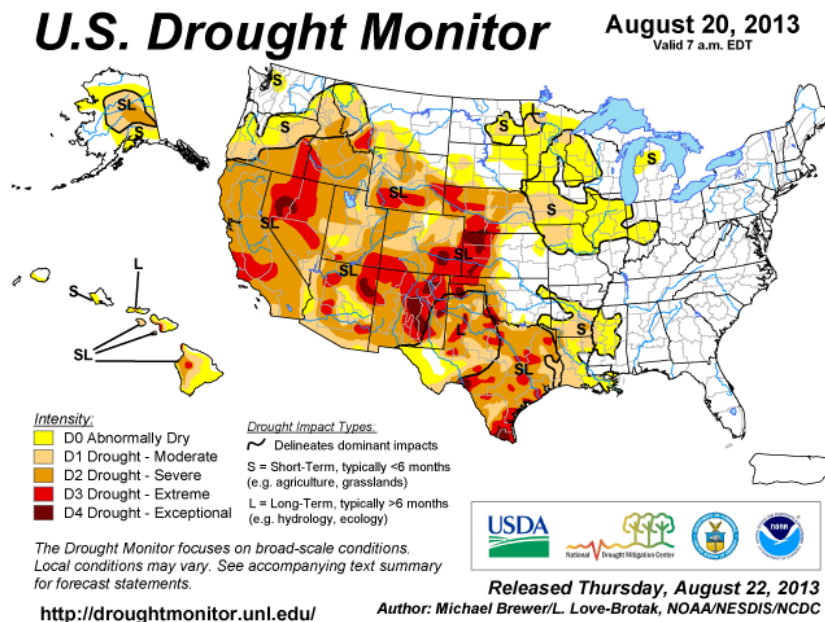 U.S. Drought Monitor
August 20, 2013
Valid 7 a.m. EDT
S
SL
S
S
S
L
S
S
SL
S
SL
SL
SL
L
S
SL
L
S
SL
Intensity:
D0 Abnormally Dry
D1 Drought - Moderate
D2 Drought - Severe
D3 Drought - Extreme
D4 Drought - Exceptional
Drought Impact Types:
Delineates dominant impacts
S = Short-Term, typically <6 months
(e.g. agriculture, grasslands)
L = Long-Term, typically >6 months
(e.g. hydrology, ecology)
The Drought Monitor focuses on broad-scale conditions.
Local conditions may vary. See accompanying text summary
for forecast statements.
http://droughtmonitor.unl.edu/
USDA
National Drought Mitigation Center
NOAA
Released Thursday, August 22, 2013
Author: Michael Brewer/L. Love-Brotak, NOAA/NESDIS/NCDC